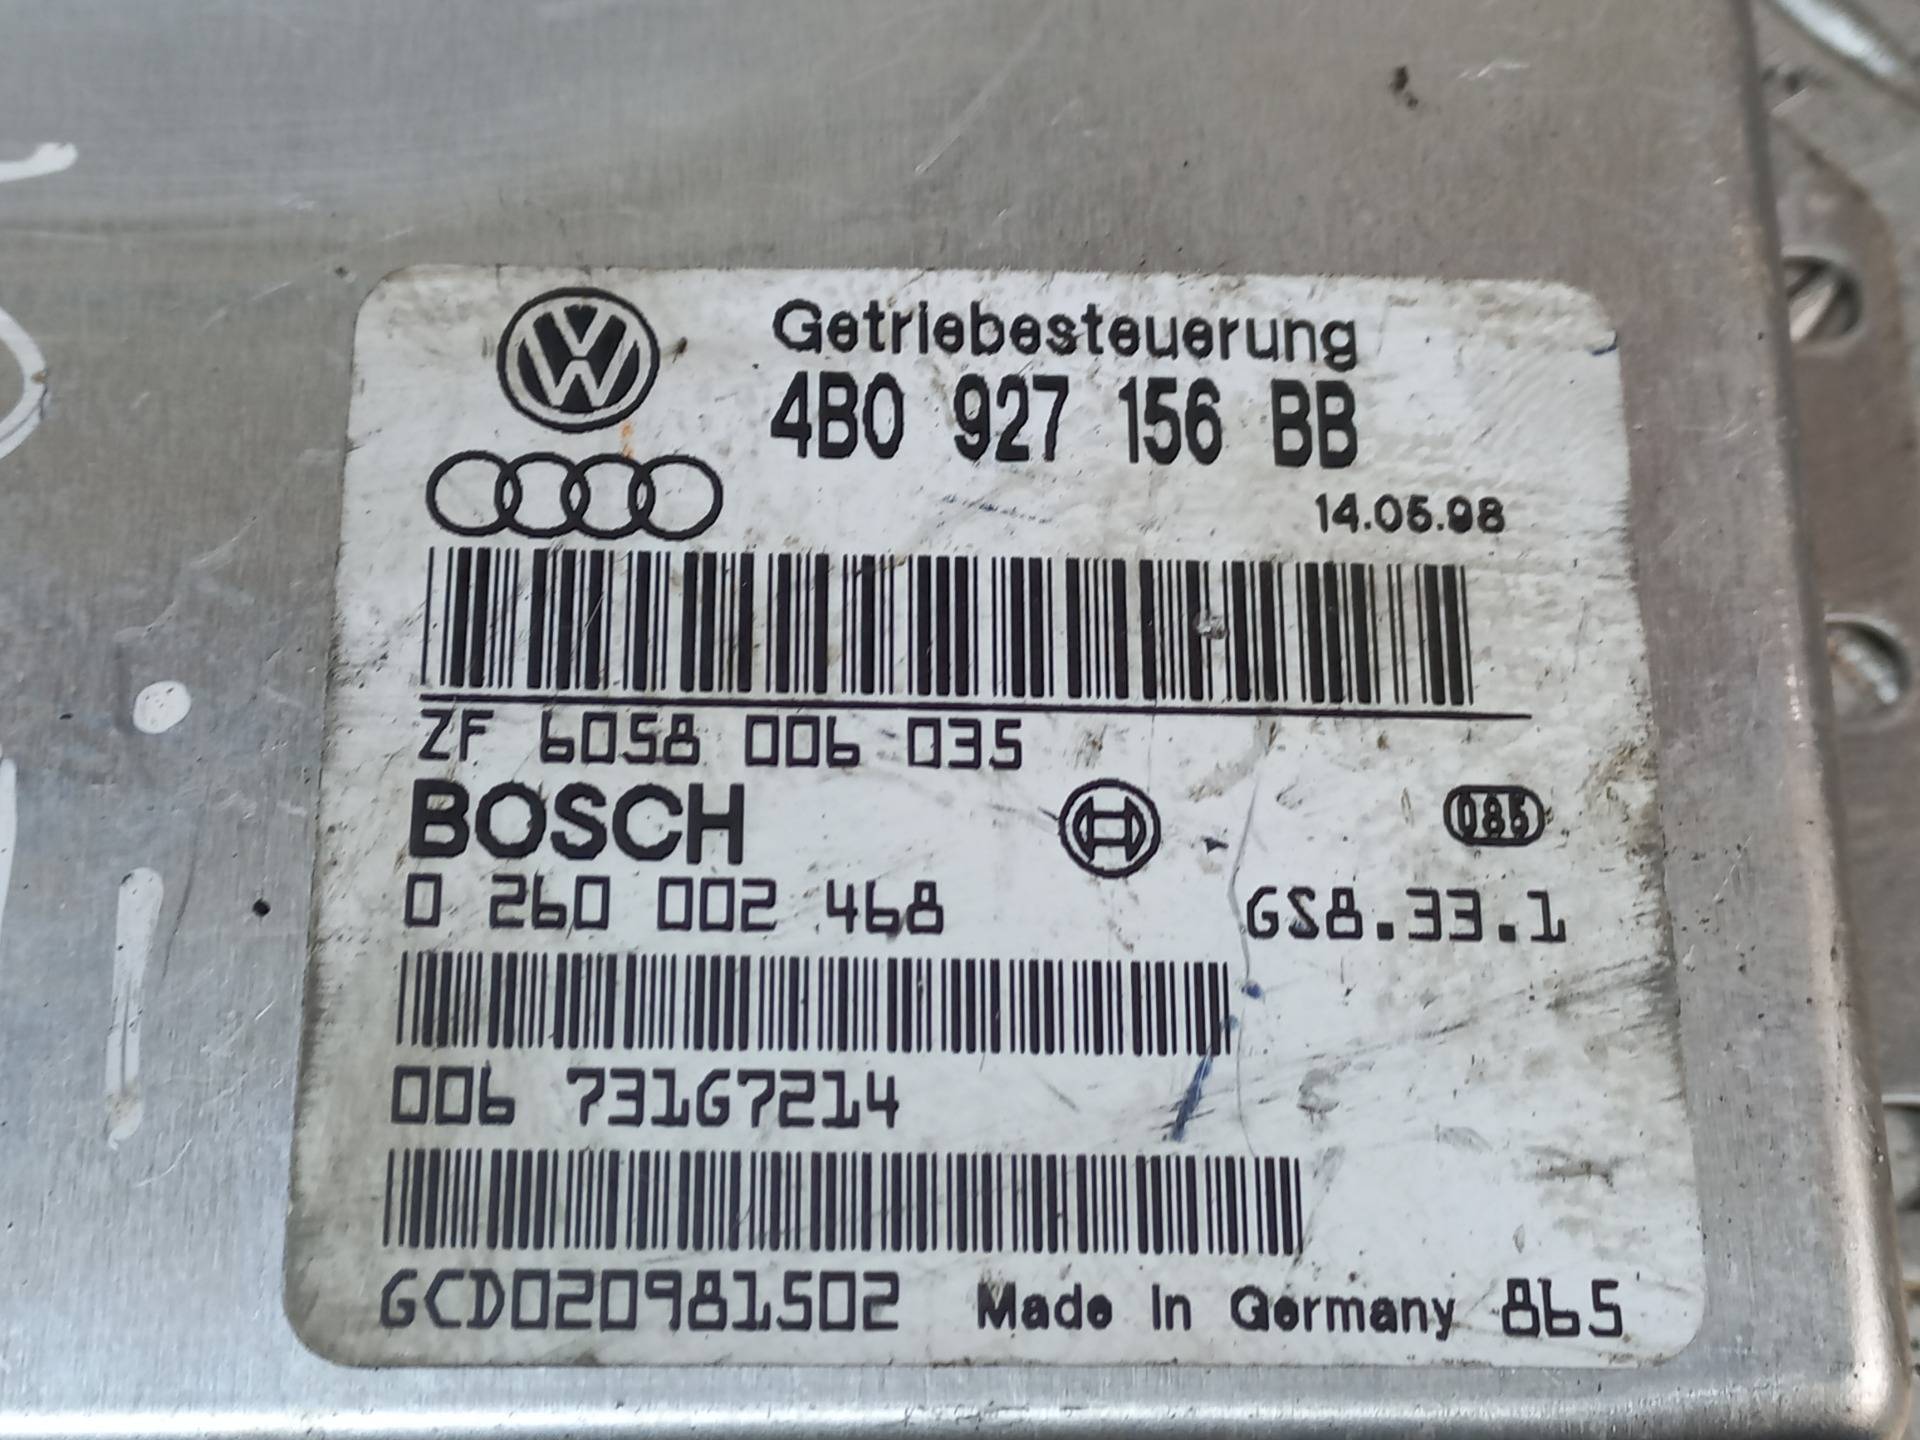 Getriebesteuerung
4B0 927 156 BB
14.05.98
ZF 6058 006 035
BOSCH
085
0 260 002 468 GS8.33.1
006 731G7214
GCD020981502 Made in Germany 865